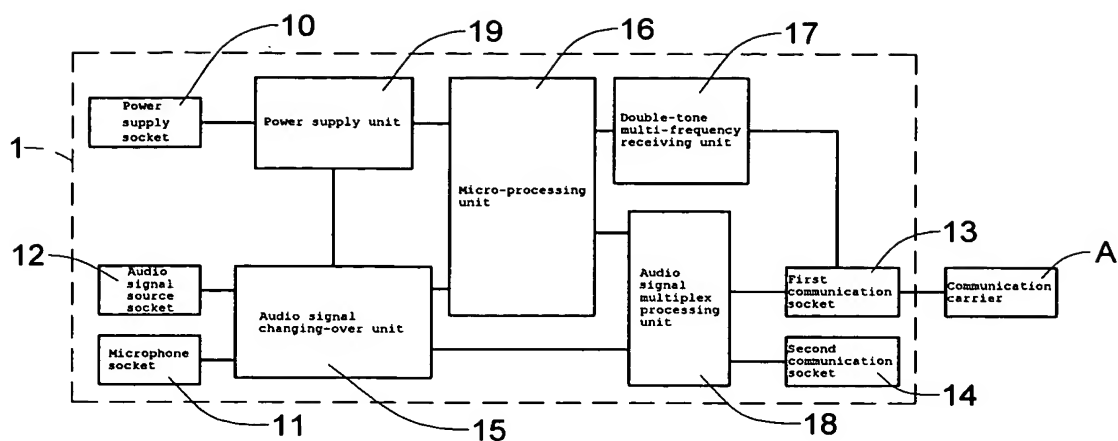 10
19
16
17
Power
supply
socket
Power supply unit
Double-tone
multi-frequency
receiving unit
1
Micro-processing
unit
12
13
A
Audio
signal
source socket
Audio signal
changing-over unit
Audio
signal
multiplex
processing
unit
First
communication
socket
Communication
carrier
Microphone
socket
Second
communication
socket
11
15
18
14